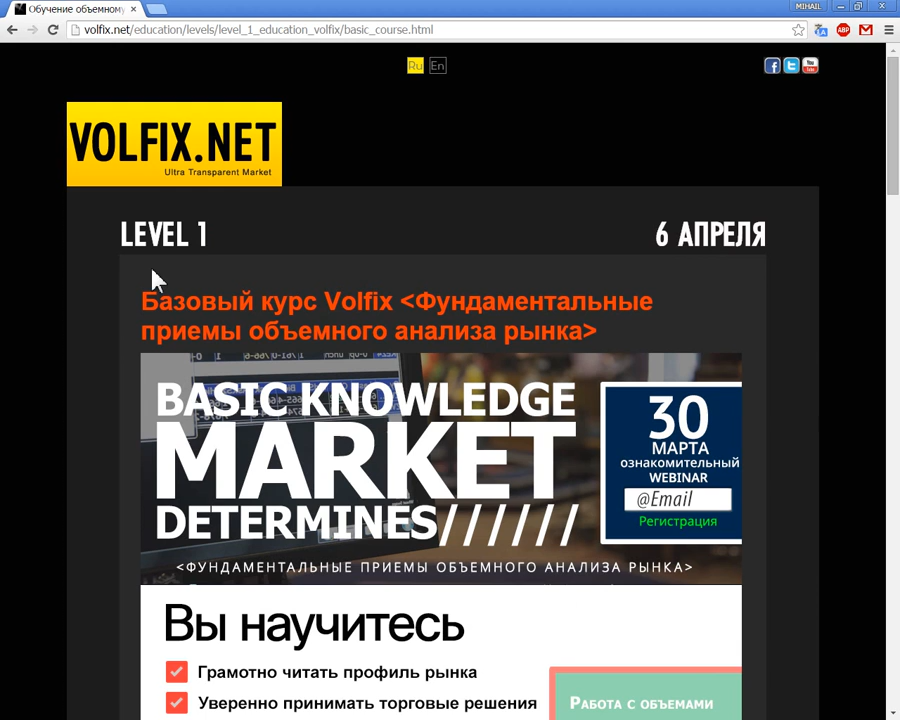 Обучение объемному
MIHAIL
volfix.net/education/levels/level_1_education_volfix/basic_course.html
ABP
Ru En
You
VOLFIX.NET
Ultra Transparent Market
LEVEL 1
6 АПРЕЛЯ
Базовый курс Volfix <Фундаментальные
приемы объемного анализа рынка>
BASIC KNOWLEDGE
MARKET
DETERMINES//////
30
МАРТА
ознакомительный
WEBINAR
@Email
Регистрация
<ФУНДАМЕНТАЛЬНЫЕ ПРИЕМЫ ОБЪЕМНОГО АНАЛИЗА РЫНКА>
Вы научитесь
Грамотно читать профиль рынка
Уверенно принимать торговые решения
Работа с объемами